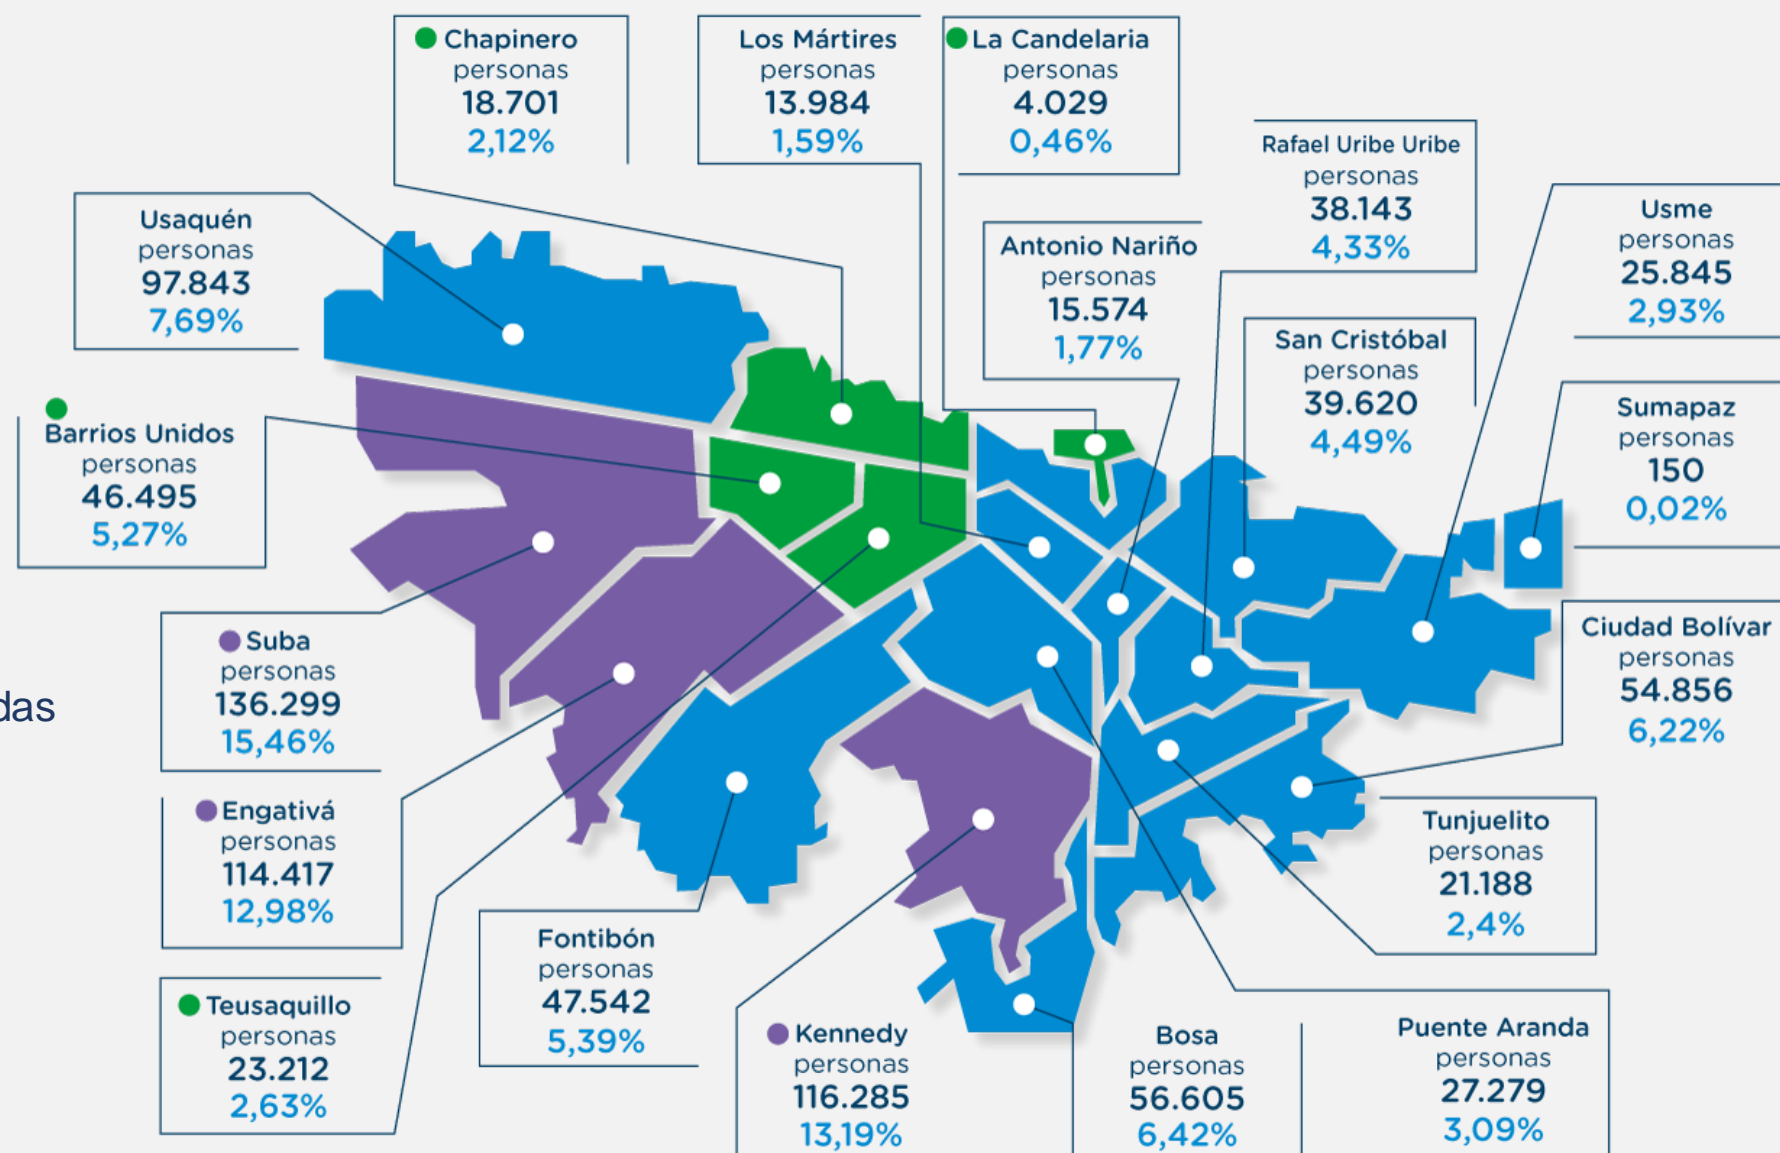 Chapinero
personas
18.701
2,12%
Los Mártires
personas
13.984
1,59%
La Candelaria
personas
4.029
0,46%
Rafael Uribe Uribe
personas
38.143
4,33%
Usaquén
personas
97.843
7,69%
Antonio Nariño
personas
15.574
1,77%
Usme
personas
25.845
2,93%
San Cristóbal
personas
39.620
4,49%
Sumapaz
personas
150
0,02%
Barrios Unidos
personas
46.495
5,27%
Ciudad Bolívar
personas
54.856
6,22%
Suba
personas
136.299
15,46%
das
Engativá
personas
114.417
12,98%
Tunjuelito
personas
21.188
2,4%
Fontibón
personas
47.542
5,39%
Teusaquillo
personas
23.212
2,63%
Kennedy
personas
116.285
13,19%
Bosa
personas
56.605
6,42%
Puente Aranda
personas
27.279
3,09%